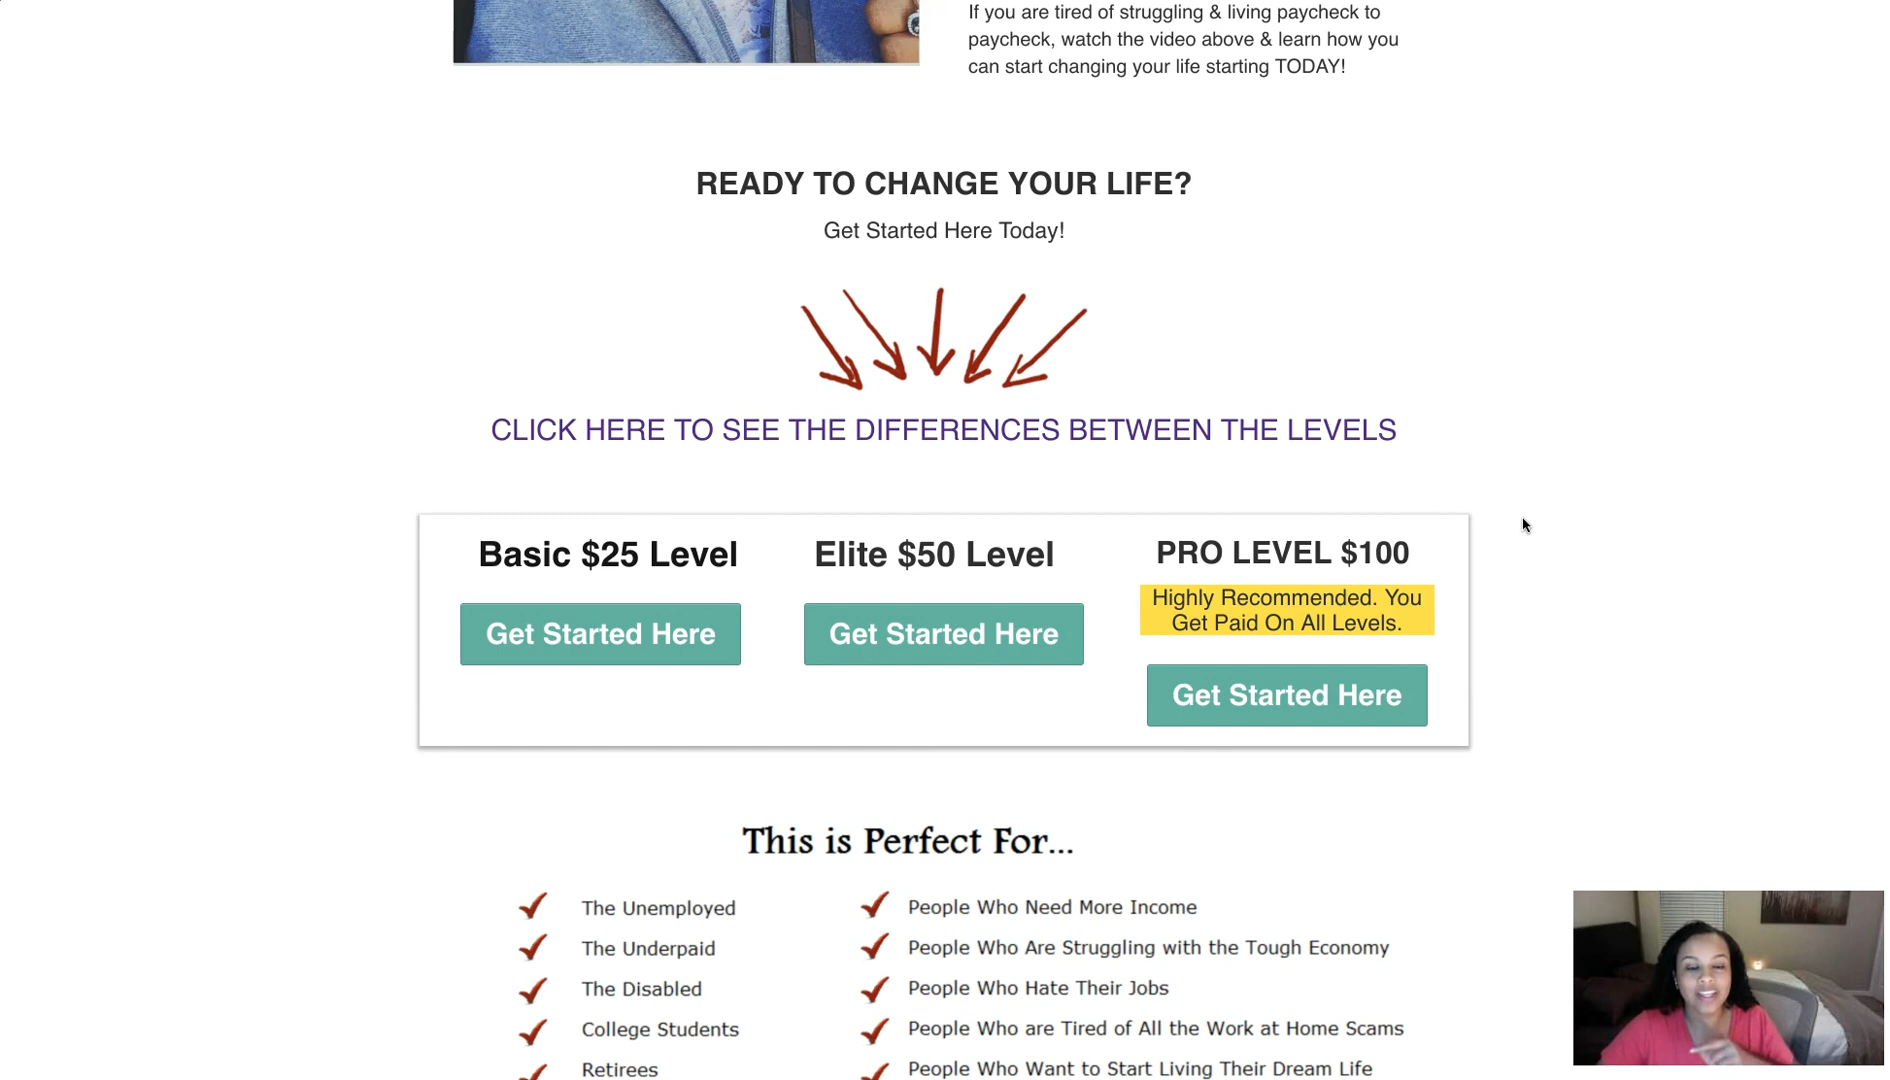 If you are tired of struggling & living paycheck to
paycheck, watch the video above & learn how you
can start changing your life starting TODAY!
READY TO CHANGE YOUR LIFE?
Get Started Here Today!
CLICK HERE TO SEE THE DIFFERENCES BETWEEN THE LEVELS
Basic $25 Level
Get Started Here
Elite $50 Level
Get Started Here
PRO LEVEL $100
Highly Recommended. You
Get Paid On All Levels.
Get Started Here
This is Perfect For...
The Unemployed
The Underpaid
The Disabled
College Students
Retirees
People Who Need More Income
People Who Are Struggling with the Tough Economy
People Who Hate Their Jobs
People Who are Tired of All the Work at Home Scams
People Who Want to Start Living Their Dream Life